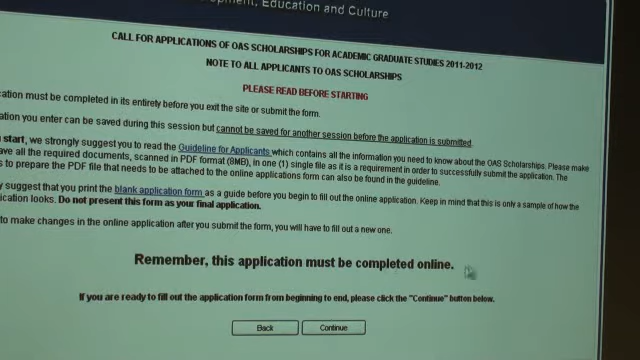 , Education and Culture
CALL FOR APPLICATIONS OF OAS SCHOLARSHIPS FOR ACADEMIC GRADUATE STUDIES 2011-2012
NOTE TO ALL APPLICANTS TO OAS SCHOLARSHIPS
PLEASE READ BEFORE STARTING
cation must be completed in its entirely before you exit the site or submit the form.
ation you enter can be saved during this session but cannot be saved for another session before the application is submitted.
start, we strongly suggest you to read the Guideline for Applicants which contains all the information you need to know about the OAS Scholarships. Please make
ave all the required documents, scanned in PDF format (8MB), in one (1) single file as it is a requirement in order to successfully submit the application. The
s to prepare the PDF file that needs to be attached to the online applications form can also be found in the guideline.
y suggest that you print the blank application form as a guide before you begin to fill out the online application. Keep in mind that this is only a sample of how the
ication looks. Do not present this form as your final application.
to make changes in the online application after you submit the form, you will have to fill out a new one.
Remember, this application must be completed online.
If you are ready to fill out the application form from beginning to end, please click the "Continue" button below.
Back Continue